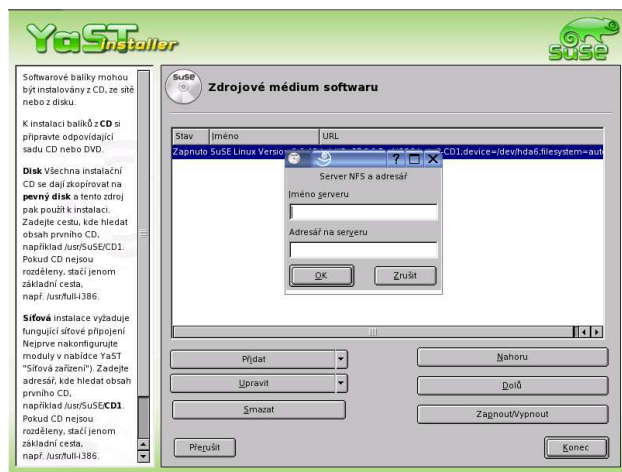 YaST
installer
SuSE
Softwarové balíky mohou
být instalovány z CD, ze sítě
nebo z disku.
K instalaci balíků z CD si
připravte odpovídající
sadu CD nebo DVD.
Disk Všechna instalační
CD se dají zkopírovat na
pevný disk a tento zdroj
pak použít k instalaci.
Zadejte cestu, kde hledat
obsah prvního CD,
například /usr/SuSE/CD1.
Pokud CD nejsou
rozděleny, stačí jenom
základní cesta,
např. /usr/full-i386.
Síťová instalace vyžaduje
fungující síťové připojení
Nejprve nakonfigurujte
moduly v nabídce YaST
"Síťová zařízení"). Zadejte
adresář, kde hledat obsah
prvního CD,
například /usr/SuSE/CD1.
Pokud CD nejsou
rozděleny, stačí jenom
základní cesta,
např. /usr/full-i386.
SuSE
Zdrojové médium softwaru
Stav Jméno URL
Zapnuto SuSE Linux Version CD1;device=/dev/hda6,filesystem=aut
Server NFS a adresář
Jméno serveru
Adresář na serveru
OK Zrušit
Přidat Nahoru
Upravit Dolů
Smazat Zapnout/Vypnout
Přerušit Konec